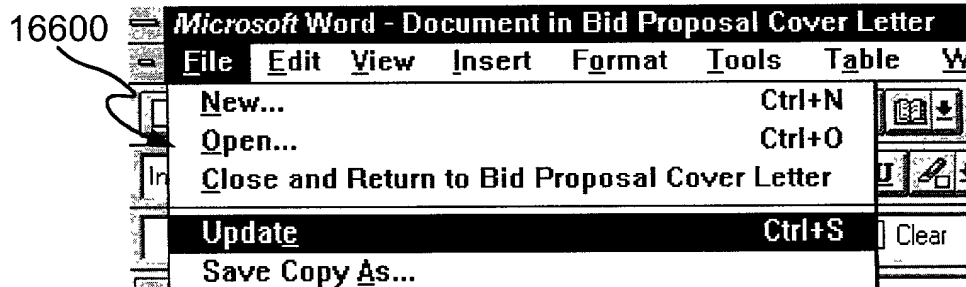 16600
Microsoft Word - Document in Bid Proposal Cover Letter
File Edit View Insert Format Tools Table W
New... Ctrl+N
Open... Ctrl+O
In
Close and Return to Bid Proposal Cover Letter
U
Update Ctrl+S
Clear
Save Copy As...